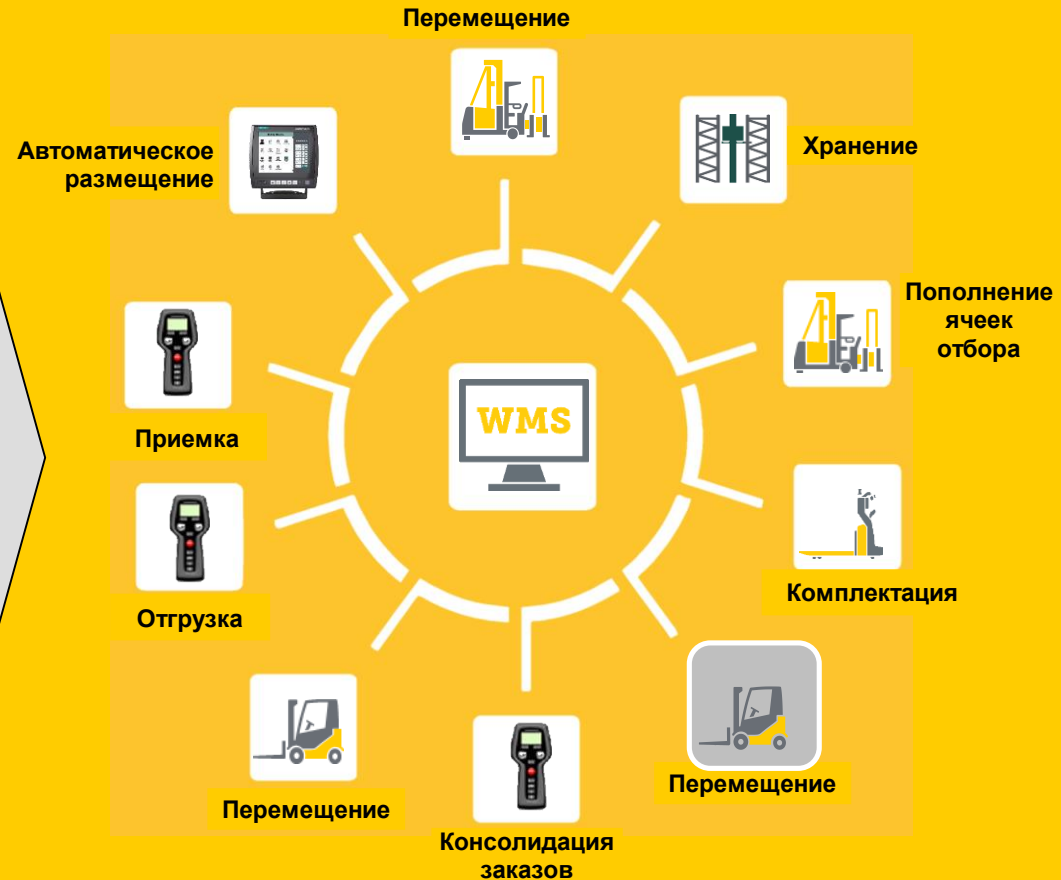 Перемещение
Автоматическое
размещение
Хранение
Пополнение
ячеек
отбора
Приемка
WMS
Отгрузка
Комплектация
Перемещение
Перемещение
Консолидация
заказов